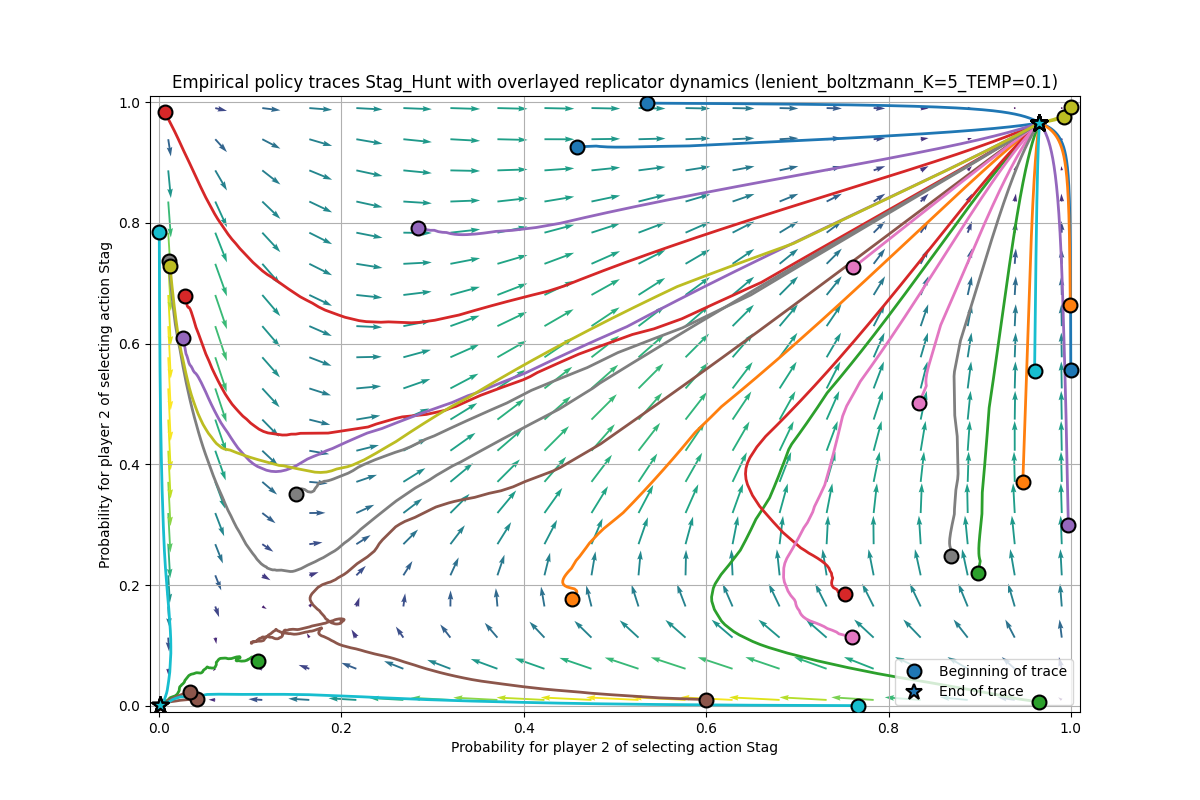 Empirical policy traces Stag_Hunt with overlayed replicator dynamics (lenient_boltzmann_K=5_TEMP=0.1)
Probability for player 2 of selecting action Stag
1.0
0.8
0.6
0.4
0.2
0.0
Beginning of trace
End of trace
0.0 0.2 0.4 0.6 0.8 1.0
Probability for player 2 of selecting action Stag